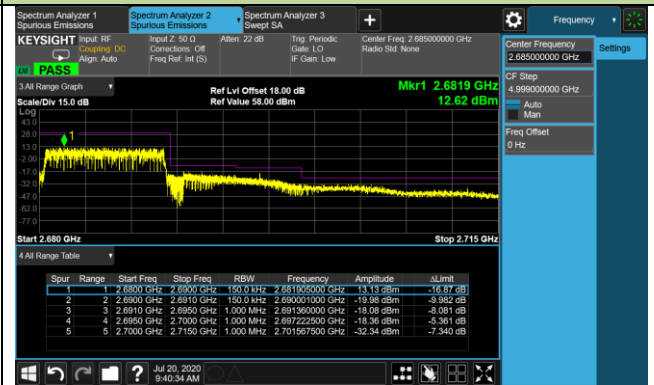 Spectrum Analyzer 1
Spurious Emissions
Spectrum Analyzer 2
Spurious Emissions
Spectrum Analyzer 3
Swept SA
Frequency
KEYSIGHT
Input: RF
Coupling: DC
Align: Auto
Input Z: 50 Ω
Corrections: Off
Freq Ref: Int (S)
Atten: 22 dB
Trig: Periodic
Gate: LO
IF Gain: Low
Center Freq: 2.685000000 GHz
Radio Std: None
PASS
Center Frequency
2.685000000 GHz
Settings
CF Step
4.999000000 GHz
Auto
Man
Freq Offset
0 Hz
3 All Range Graph
Scale/Div 15.0 dB
Ref Lvl Offset 18.00 dB
Ref Value 58.00 dBm
Mkr1 2.6819 GHz
12.62 dBm
Log
43.0
28.0
13.0
-2.00
-17.0
-32.0
-47.0
-62.0
-77.0
1
Start 2.680 GHz
Stop 2.715 GHz
4 All Range Table
Spur Range Start Freq Stop Freq RBW Frequency Amplitude ΔLimit
1 1 2.6800 GHz 2.6900 GHz 150.0 kHz 2.681905000 GHz 13.13 dBm -16.87 dB
2 2 2.6900 GHz 2.6910 GHz 150.0 kHz 2.690001000 GHz -19.98 dBm -9.982 dB
3 3 2.6910 GHz 2.6950 GHz 1.000 MHz 2.691360000 GHz -18.08 dBm -8.081 dB
4 4 2.6950 GHz 2.7000 GHz 1.000 MHz 2.697222500 GHz -18.36 dBm -5.361 dB
5 5 2.7000 GHz 2.7150 GHz 1.000 MHz 2.701567500 GHz -32.34 dBm -7.340 dB
Jul 20, 2020
9:40:34 AM